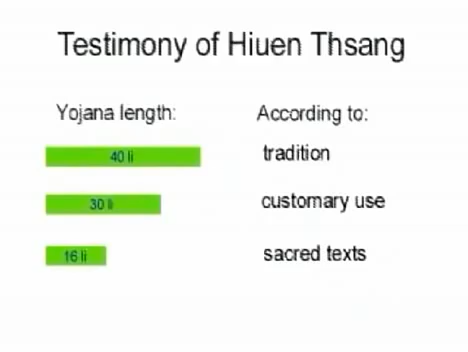 Testimony of Hiuen Thsang
Yojana length: According to:
40 li tradition
30 li customary use
16 li sacred texts